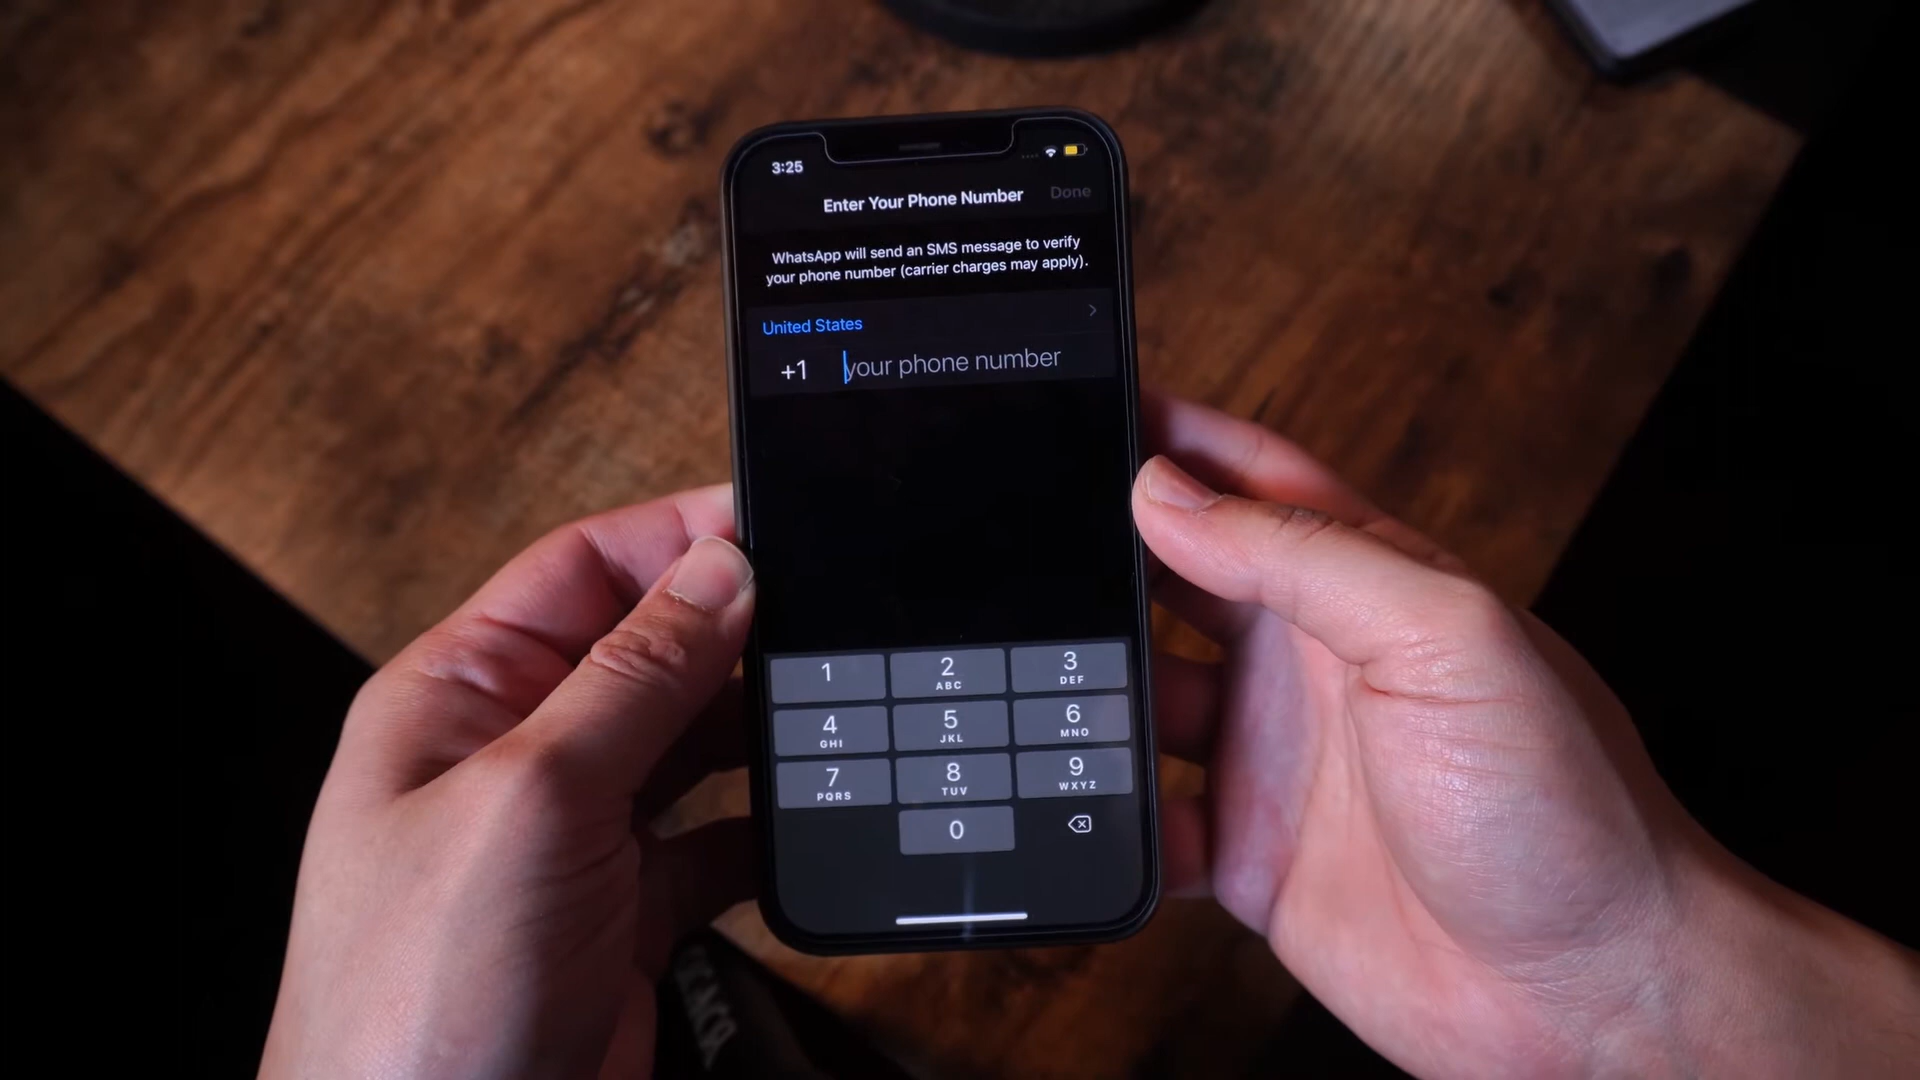 3:25
Enter Your Phone Number
Done
WhatsApp will send an SMS message to verify
your phone number (carrier charges may apply).
United States
+1
your phone number
1
2
ABC
3
DEF
4
GHI
5
JKL
6
MNO
7
PQRS
8
TUV
9
WXYZ
0